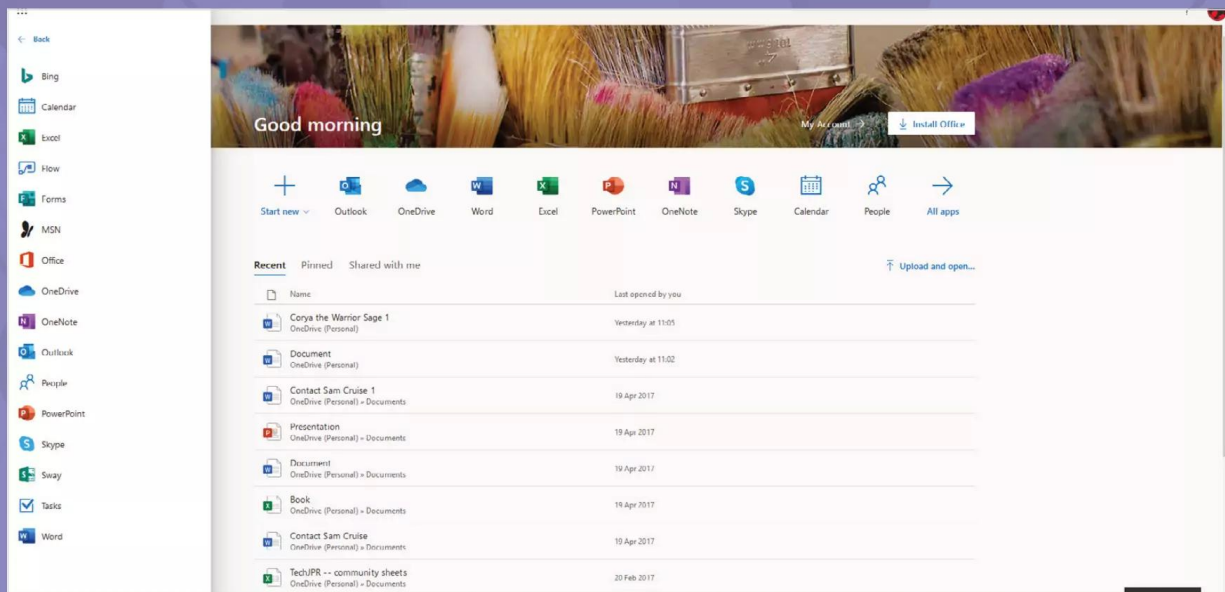 Back
Bing
Calendar
Excel
Flow
Forms
MSN
Office
OneDrive
OneNote
Outlook
People
PowerPoint
Skype
Sway
Tasks
Word
Good morning
My Account
Install Office
Start new
Outlook
OneDrive
Word
Excel
PowerPoint
OneNote
Skype
Calendar
People
All apps
Recent Pinned Shared with me
Upload and open...
Name Last opened by you
Corya the Warrior Sage 1
OneDrive (Personal)
Yesterday at 11:05
Document
OneDrive (Personal)
Yesterday at 11:02
Contact Sam Cruise 1
OneDrive (Personal) » Documents
19 Apr 2017
Presentation
OneDrive (Personal) » Documents
19 Apr 2017
Document
OneDrive (Personal) » Documents
19 Apr 2017
Book
OneDrive (Personal) » Documents
19 Apr 2017
Contact Sam Cruise
OneDrive (Personal) » Documents
19 Apr 2017
TechJPR -- community sheets
OneDrive (Personal) » Documents
20 Feb 2017